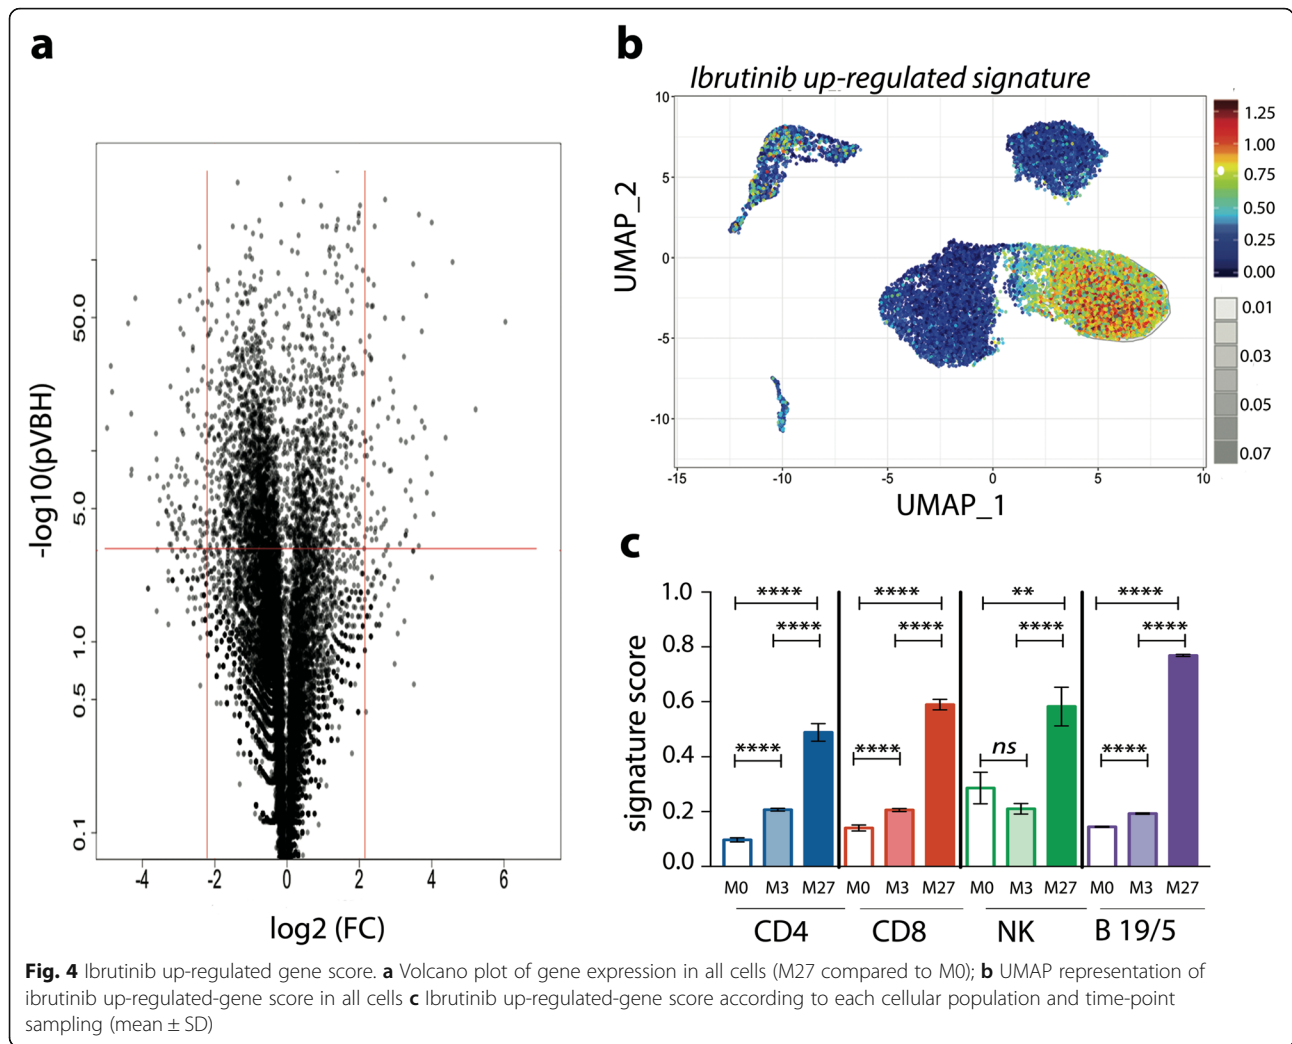 a
-log10(pVBH)
50.0
5.0
1.0
0.5
0.1
-4
-2
0
2
4
6
log2 (FC)
b
Ibrutinib up-regulated signature
UMAP_2
10
5
0
-5
-10
-15
-10
-5
0
5
10
UMAP_1
1.25
1.00
0.75
0.50
0.25
0.00
0.01
0.03
0.05
0.07
c
signature score
1.0
0.8
0.6
0.4
0.2
0.0
**** **** ** ****
**** **** **** ****
**** **** ns ****
M0 M3 M27 M0 M3 M27 M0 M3 M27 M0 M3 M27
CD4 CD8 NK B 19/5
Fig. 4 Ibrutinib up-regulated gene score. a Volcano plot of gene expression in all cells (M27 compared to M0); b UMAP representation of
ibrutinib up-regulated-gene score in all cells c Ibrutinib up-regulated-gene score according to each cellular population and time-point
sampling (mean ± SD)